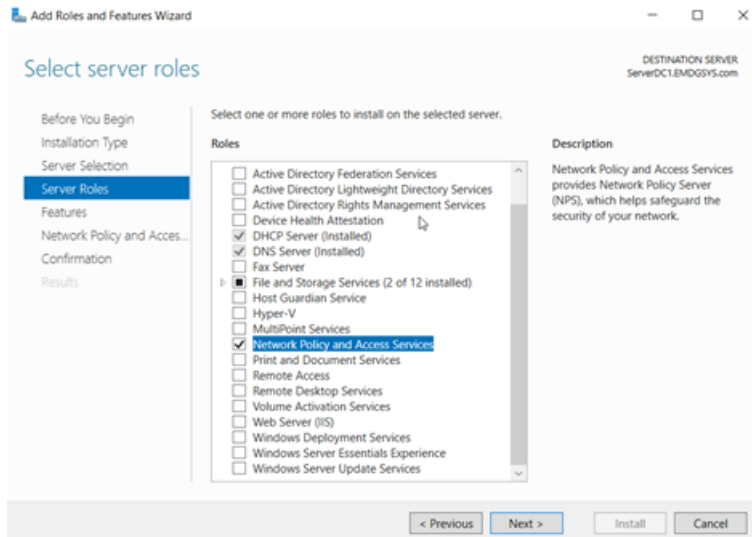 Add Roles and Features Wizard
Select server roles
DESTINATION SERVER
ServerDC1.EMDGSYS.com
Before You Begin
Installation Type
Server Selection
Server Roles
Features
Network Policy and Acces...
Confirmation
Results
Select one or more roles to install on the selected server.
Roles
Active Directory Federation Services
Active Directory Lightweight Directory Services
Active Directory Rights Management Services
Device Health Attestation
DHCP Server (Installed)
DNS Server (Installed)
Fax Server
File and Storage Services (2 of 12 installed)
Host Guardian Service
Hyper-V
MultiPoint Services
Network Policy and Access Services
Print and Document Services
Remote Access
Remote Desktop Services
Volume Activation Services
Web Server (IIS)
Windows Deployment Services
Windows Server Essentials Experience
Windows Server Update Services
Description
Network Policy and Access Services
provides Network Policy Server
(NPS), which helps safeguard the
security of your network.
< Previous
Next >
Install
Cancel